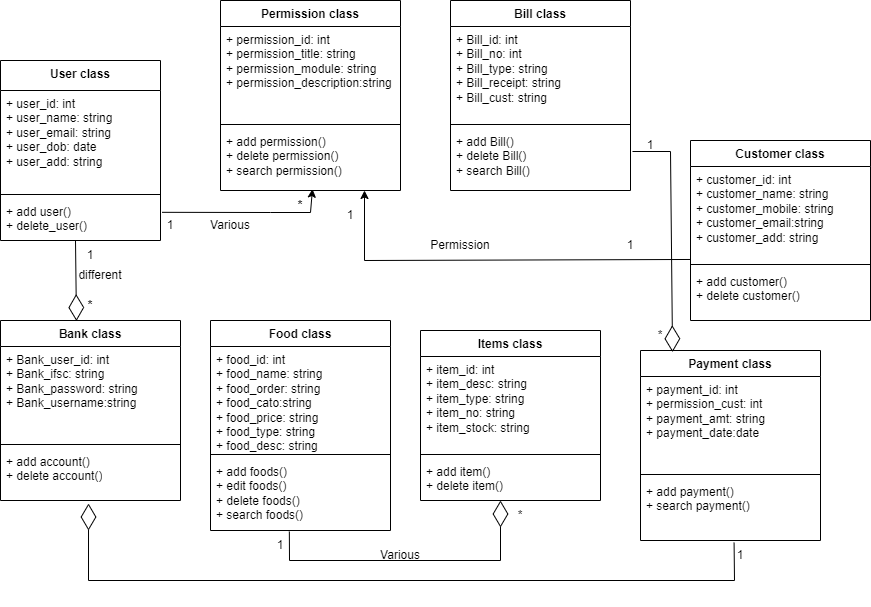 Permission class
+ permission_id: int
+ permission_title: string
+ permission_module: string
+ permission_description:string
+ add permission()
+ delete permission()
+ search permission()
Bill class
+ Bill_id: int
+ Bill_no: int
+ Bill_type: string
+ Bill_receipt: string
+ Bill_cust: string
+ add Bill()
+ delete Bill()
+ search Bill()
User class
+ user_id: int
+ user_name: string
+ user_email: string
+ user_dob: date
+ user_add: string
+ add user()
+ delete_user()
Customer class
+ customer_id: int
+ customer_name: string
+ customer_mobile: string
+ customer_email:string
+ customer_add: string
+ add customer()
+ delete customer()
1
*
1
1
Various
Permission
1
1
different
*
*
Bank class
+ Bank_user_id: int
+ Bank_ifsc: string
+ Bank_password: string
+ Bank_username:string
+ add account()
+ delete account()
Food class
+ food_id: int
+ food_name: string
+ food_order: string
+ food_cato:string
+ food_price: string
+ food_type: string
+ food_desc: string
+ add foods()
+ edit foods()
+ delete foods()
+ search foods()
Items class
+ item_id: int
+ item_desc: string
+ item_type: string
+ item_no: string
+ item_stock: string
+ add item()
+ delete item()
Payment class
+ payment_id: int
+ permission_cust: int
+ payment_amt: string
+ payment_date:date
+ add payment()
+ search payment()
*
1
Various
1